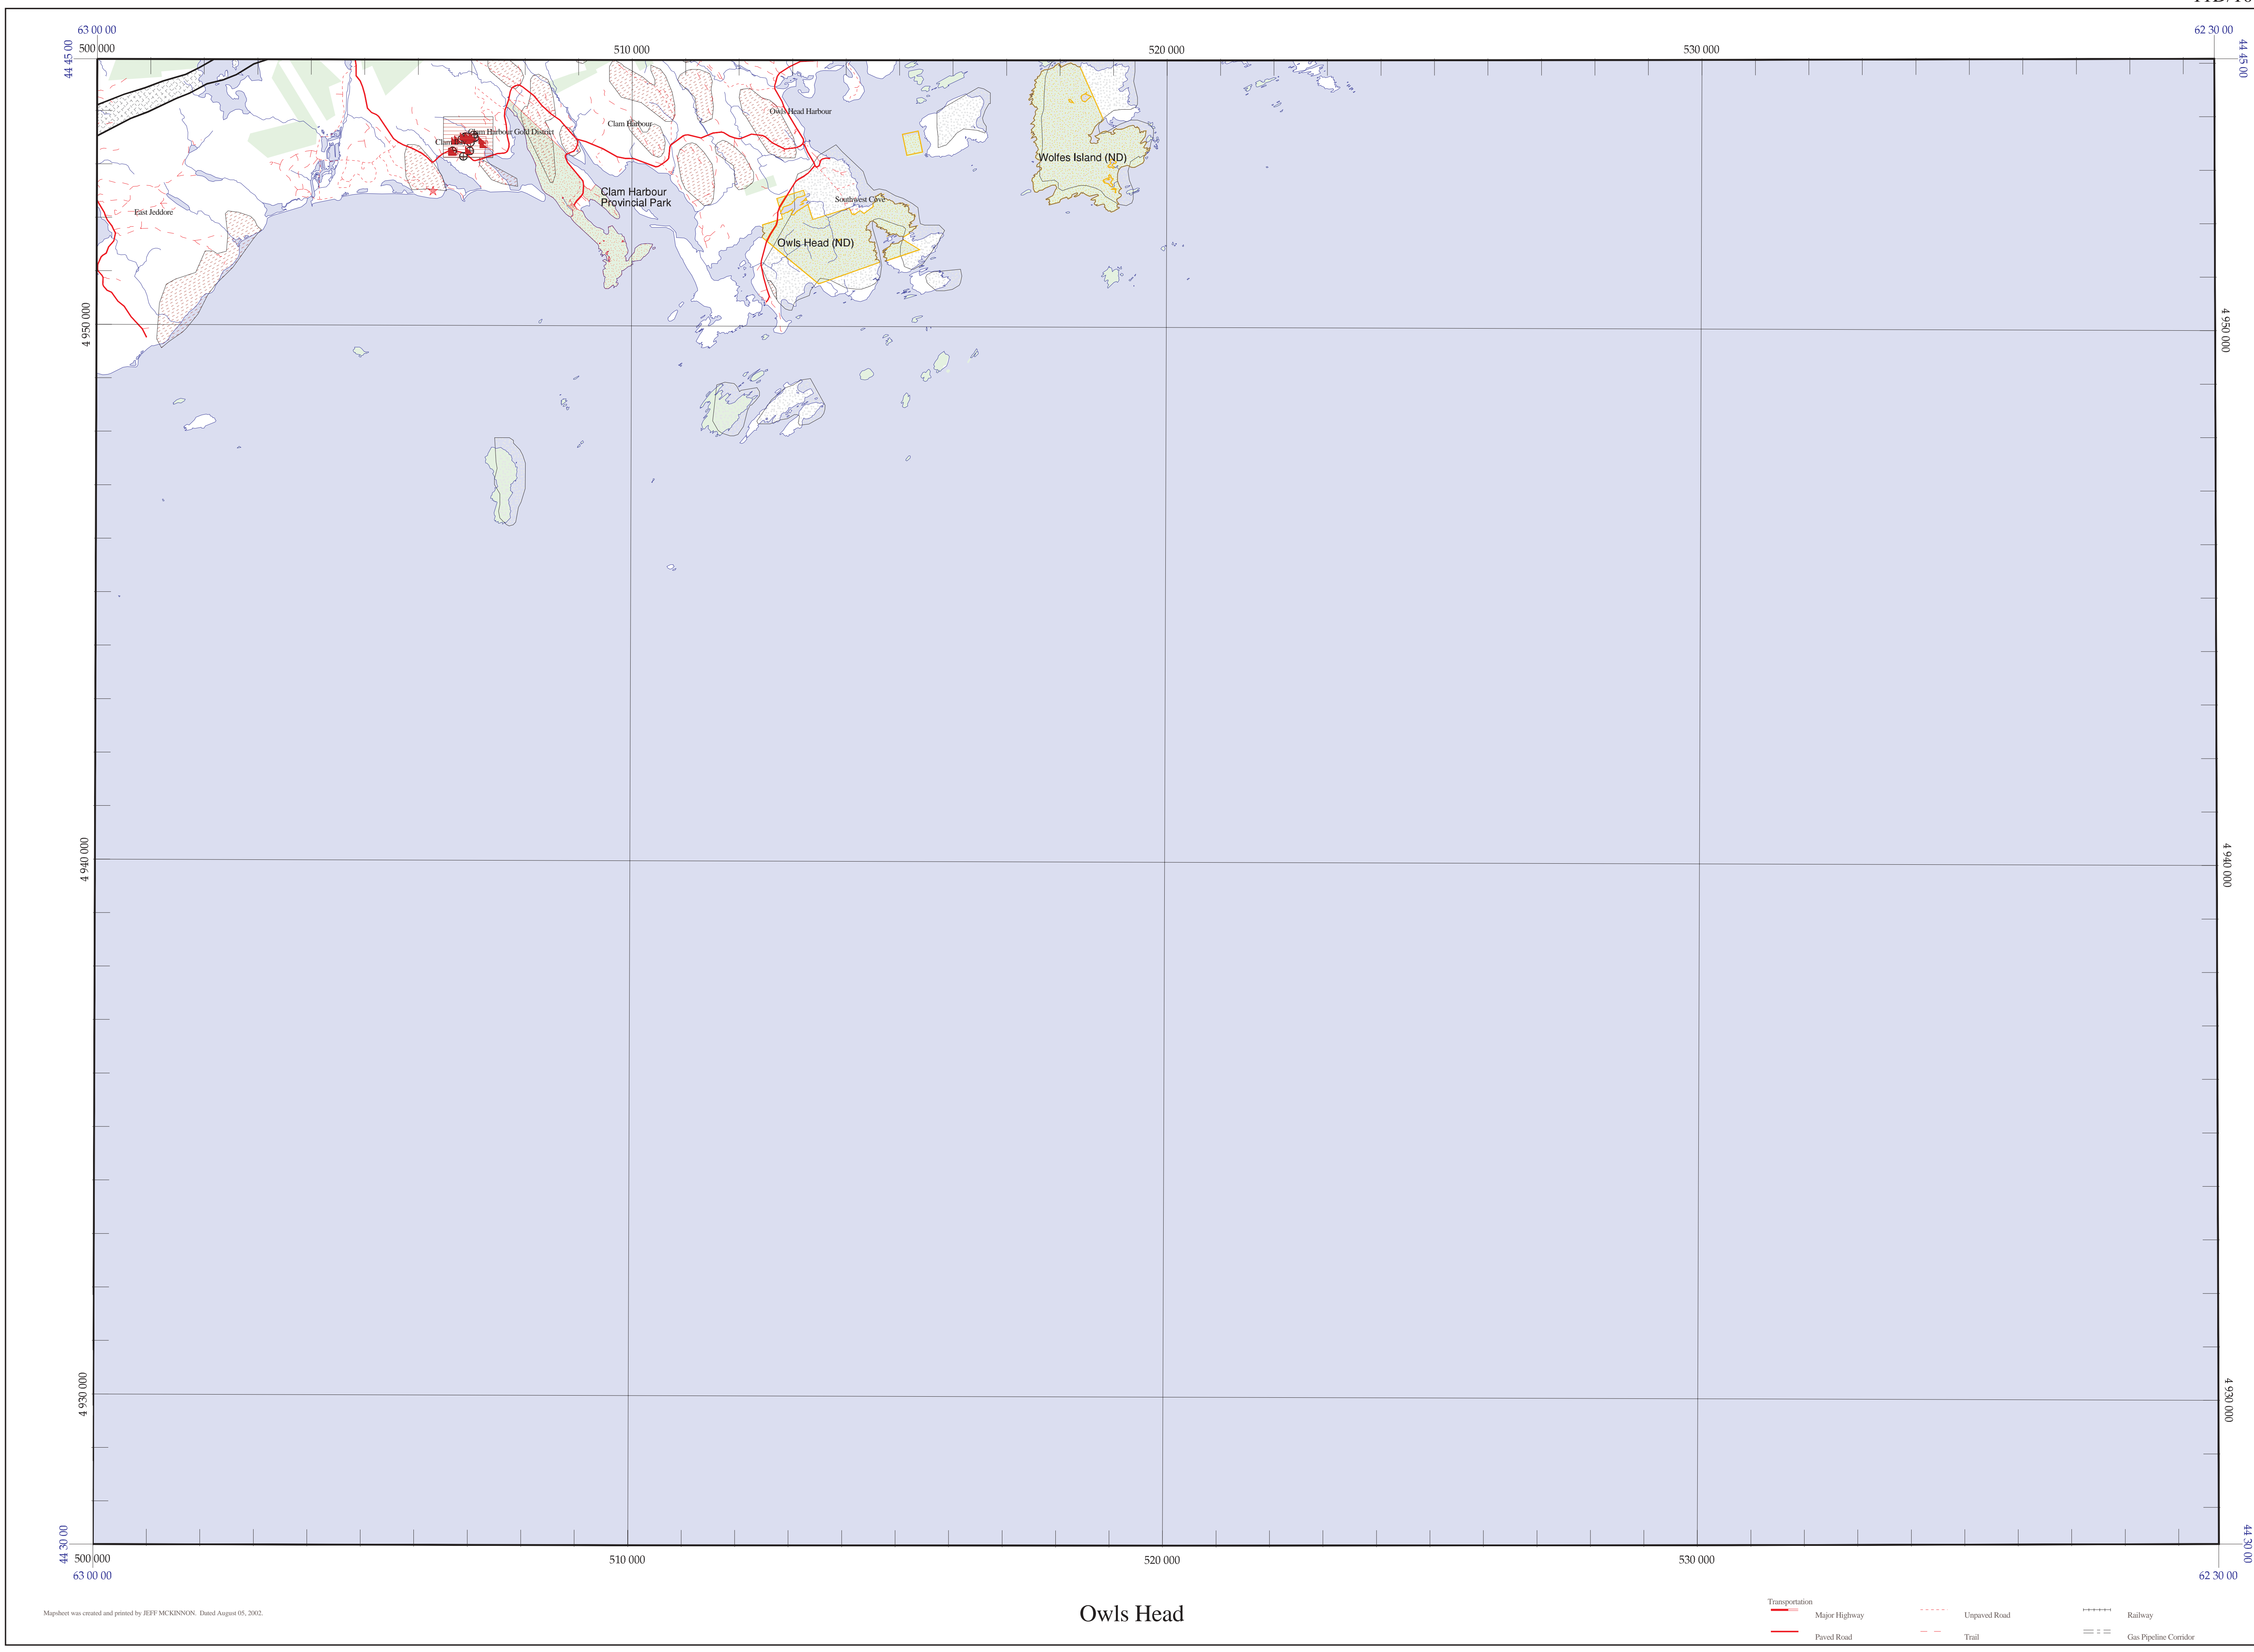 63 00 00
62 30 00
500 000
510 000
520 000
530 000
44 45 00
44 45 00
Owls Head Harbour
Clam Harbour
Clam Harbour Gold District
Wolfes Island (ND)
Clam Harbour
Provincial Park
Southwest Cove
East Jeddore
Owls Head (ND)
4 950 000
4 950 000
4 940 000
4 940 000
4 930 000
4 930 000
44 30 00
44 30 00
500 000
510 000
520 000
530 000
63 00 00
62 30 00
Mapsheet was created and printed by JEFF MCKINNON. Dated August 05, 2002.
Owls Head
Transportation
Major Highway
Unpaved Road
Railway
Paved Road
Trail
Gas Pipeline Corridor